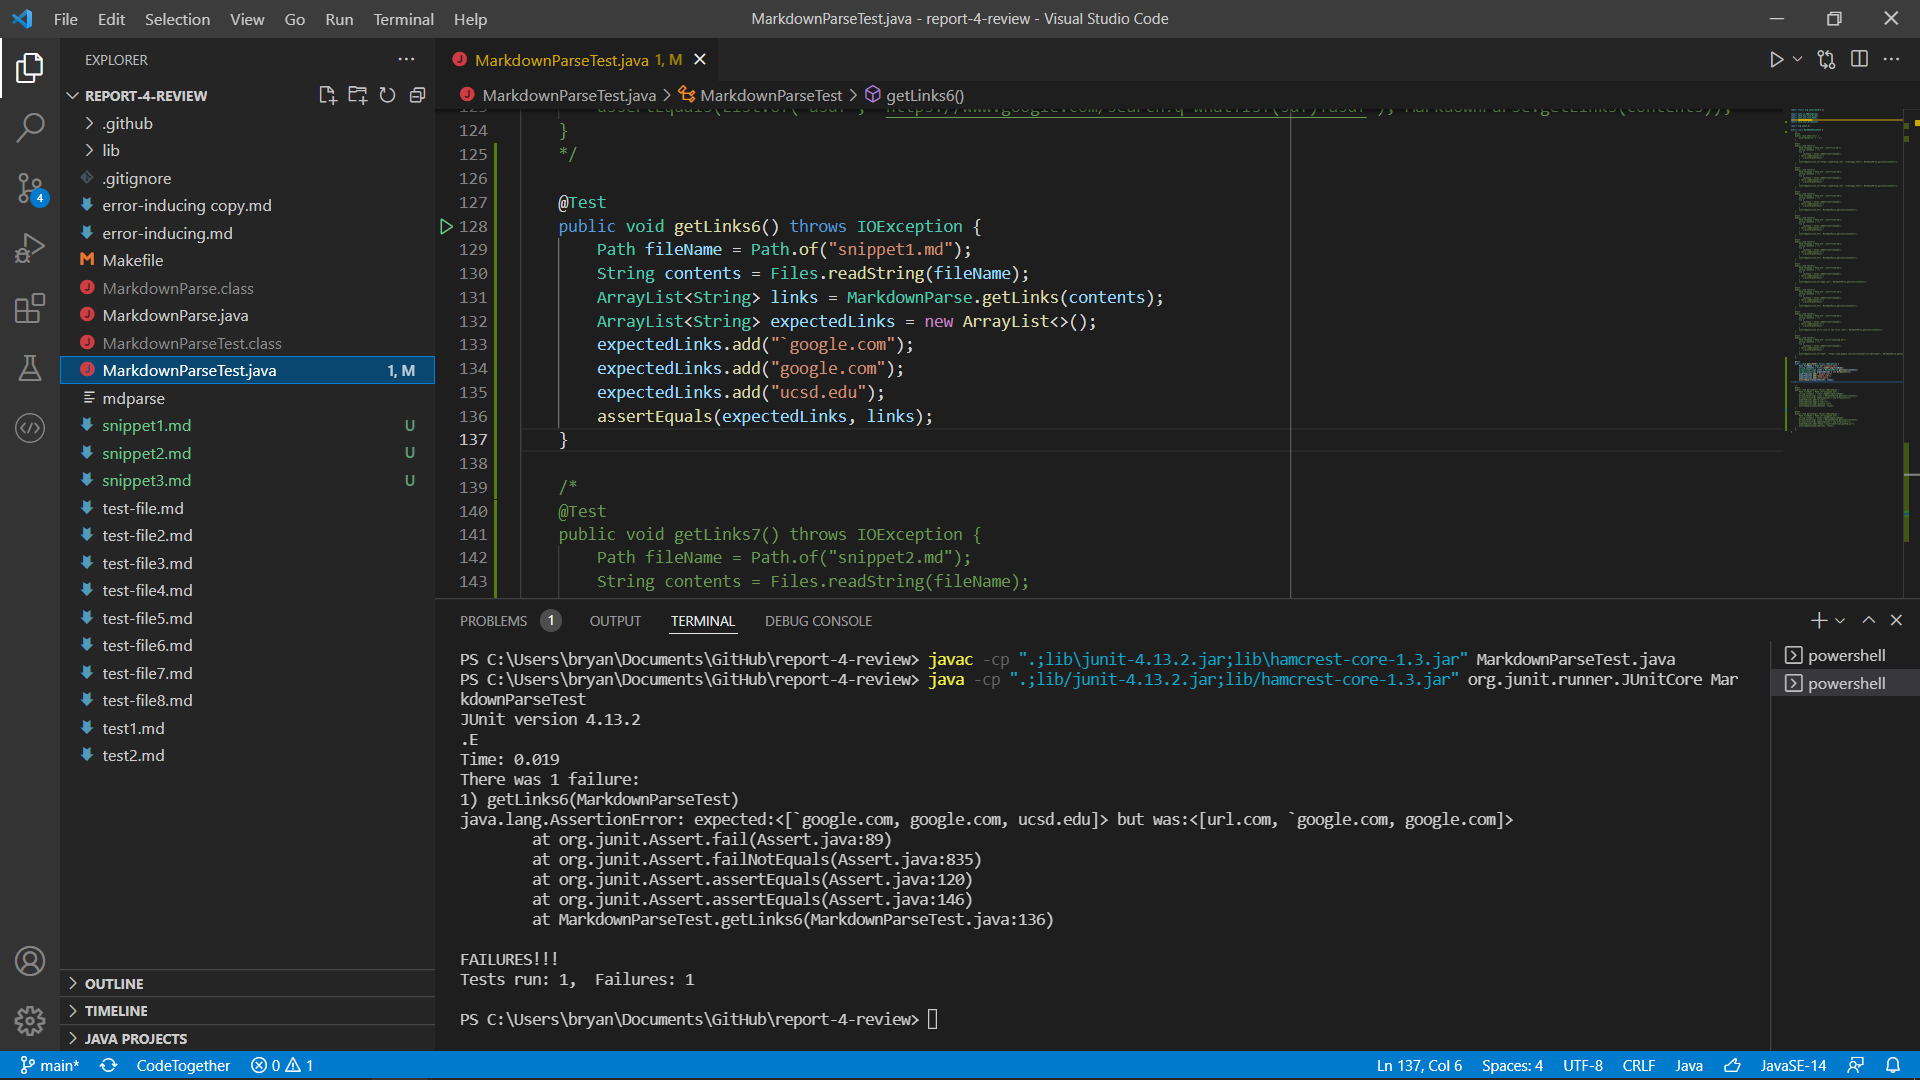 File Edit Selection View Go Run Terminal Help
MarkdownParseTest.java - report-4-review - Visual Studio Code
EXPLORER
REPORT-4-REVIEW
.github
lib
.gitignore
error-inducing copy.md
error-inducing.md
Makefile
MarkdownParse.class
MarkdownParse.java
MarkdownParseTest.class
MarkdownParseTest.java 1, M
mdparse
snippet1.md U
snippet2.md U
snippet3.md U
test-file.md
test-file2.md
test-file3.md
test-file4.md
test-file5.md
test-file6.md
test-file7.md
test-file8.md
test1.md
test2.md
OUTLINE
TIMELINE
JAVA PROJECTS
4
MarkdownParseTest.java 1, M
MarkdownParseTest.java > MarkdownParseTest > getLinks6()
124 }
125 */
126
127 @Test
128 public void getLinks6() throws IOException {
129 Path fileName = Path.of("snippet1.md");
130 String contents = Files.readString(fileName);
131 ArrayList<String> links = MarkdownParse.getLinks(contents);
132 ArrayList<String> expectedLinks = new ArrayList<>();
133 expectedLinks.add("`google.com");
134 expectedLinks.add("google.com");
135 expectedLinks.add("ucsd.edu");
136 assertEquals(expectedLinks, links);
137 }
138
139 /*
140 @Test
141 public void getLinks7() throws IOException {
142 Path fileName = Path.of("snippet2.md");
143 String contents = Files.readString(fileName);
PROBLEMS 1 OUTPUT TERMINAL DEBUG CONSOLE
PS C:\Users\bryan\Documents\GitHub\report-4-review> javac -cp ".;lib\junit-4.13.2.jar;lib\hamcrest-core-1.3.jar" MarkdownParseTest.java
PS C:\Users\bryan\Documents\GitHub\report-4-review> java -cp ".;lib/junit-4.13.2.jar;lib/hamcrest-core-1.3.jar" org.junit.runner.JUnitCore Mar
kdownParseTest
JUnit version 4.13.2
.E
Time: 0.019
There was 1 failure:
1) getLinks6(MarkdownParseTest)
java.lang.AssertionError: expected:<[`google.com, google.com, ucsd.edu]> but was:<[url.com, `google.com, google.com]>
at org.junit.Assert.fail(Assert.java:89)
at org.junit.Assert.failNotEquals(Assert.java:835)
at org.junit.Assert.assertEquals(Assert.java:120)
at org.junit.Assert.assertEquals(Assert.java:146)
at MarkdownParseTest.getLinks6(MarkdownParseTest.java:136)
FAILURES!!!
Tests run: 1,  Failures: 1
PS C:\Users\bryan\Documents\GitHub\report-4-review>
powershell
powershell
main* CodeTogether 0 1 Ln 137, Col 6 Spaces: 4 UTF-8 CRLF Java JavaSE-14